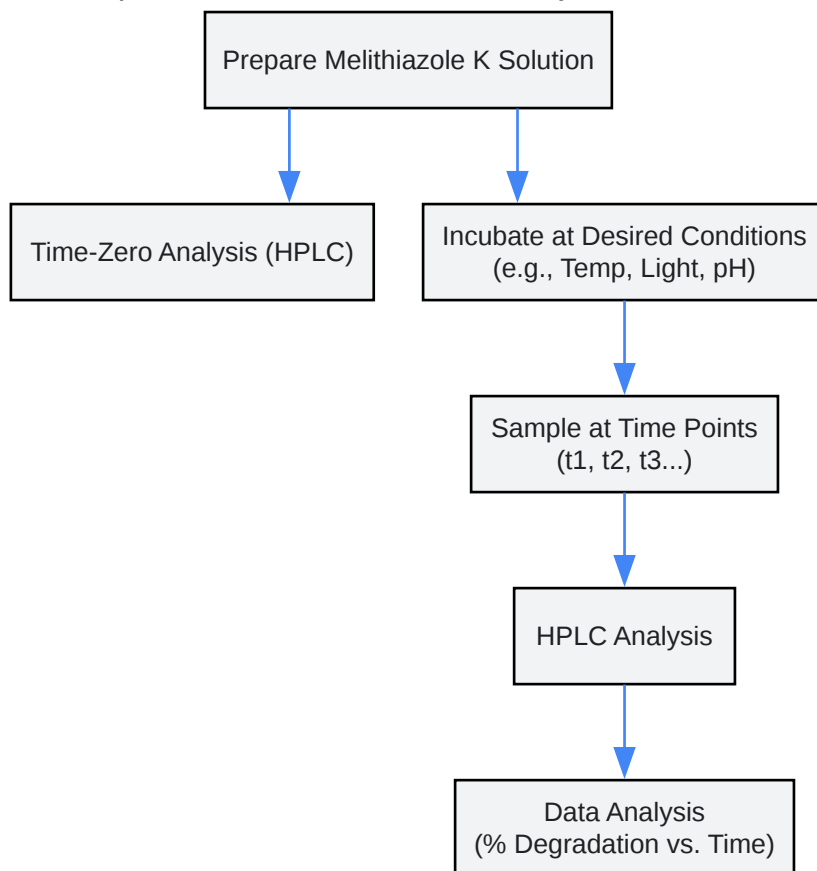 Prepare Melithiazole K Solution
Time-Zero Analysis (HPLC)
Incubate at Desired Conditions
(e.g., Temp, Light, pH)
Sample at Time Points
(t1, t2, t3...)
HPLC Analysis
Data Analysis
(% Degradation vs. Time)